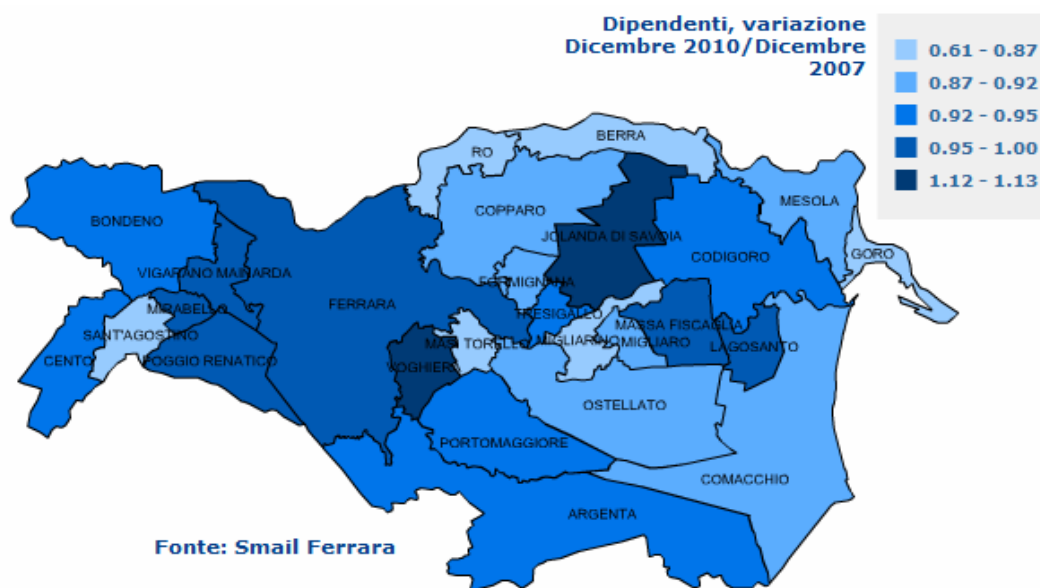 Dipendenti, variazione
Dicembre 2010/Dicembre
2007
0.61 - 0.87
0.87 - 0.92
0.92 - 0.95
0.95 - 1.00
1.12 - 1.13
BERRA
RO
MESOLA
COPPARO
BONDENO
JOLANDA DI SAVOIA
CODIGORO
GORO
VIGARANO MAINARDA
FORMIGNANA
FERRARA
MIRABELLO
TRESIGALLO
SANT'AGOSTINO
MASSA FISCAGLIA
MASI TORELLO
MIGLIARINO
MIGLIARO
LAGOSANTO
CENTO
POGGIO RENATICO
VOGHIERA
OSTELLATO
PORTOMAGGIORE
COMACCHIO
ARGENTA
Fonte: Smail Ferrara